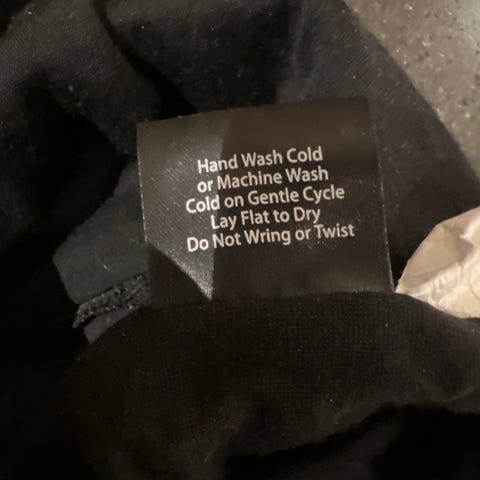 Hand Wash Cold
or Machine Wash
Cold on Gentle Cycle
Lay Flat to Dry
Do Not Wring or Twist